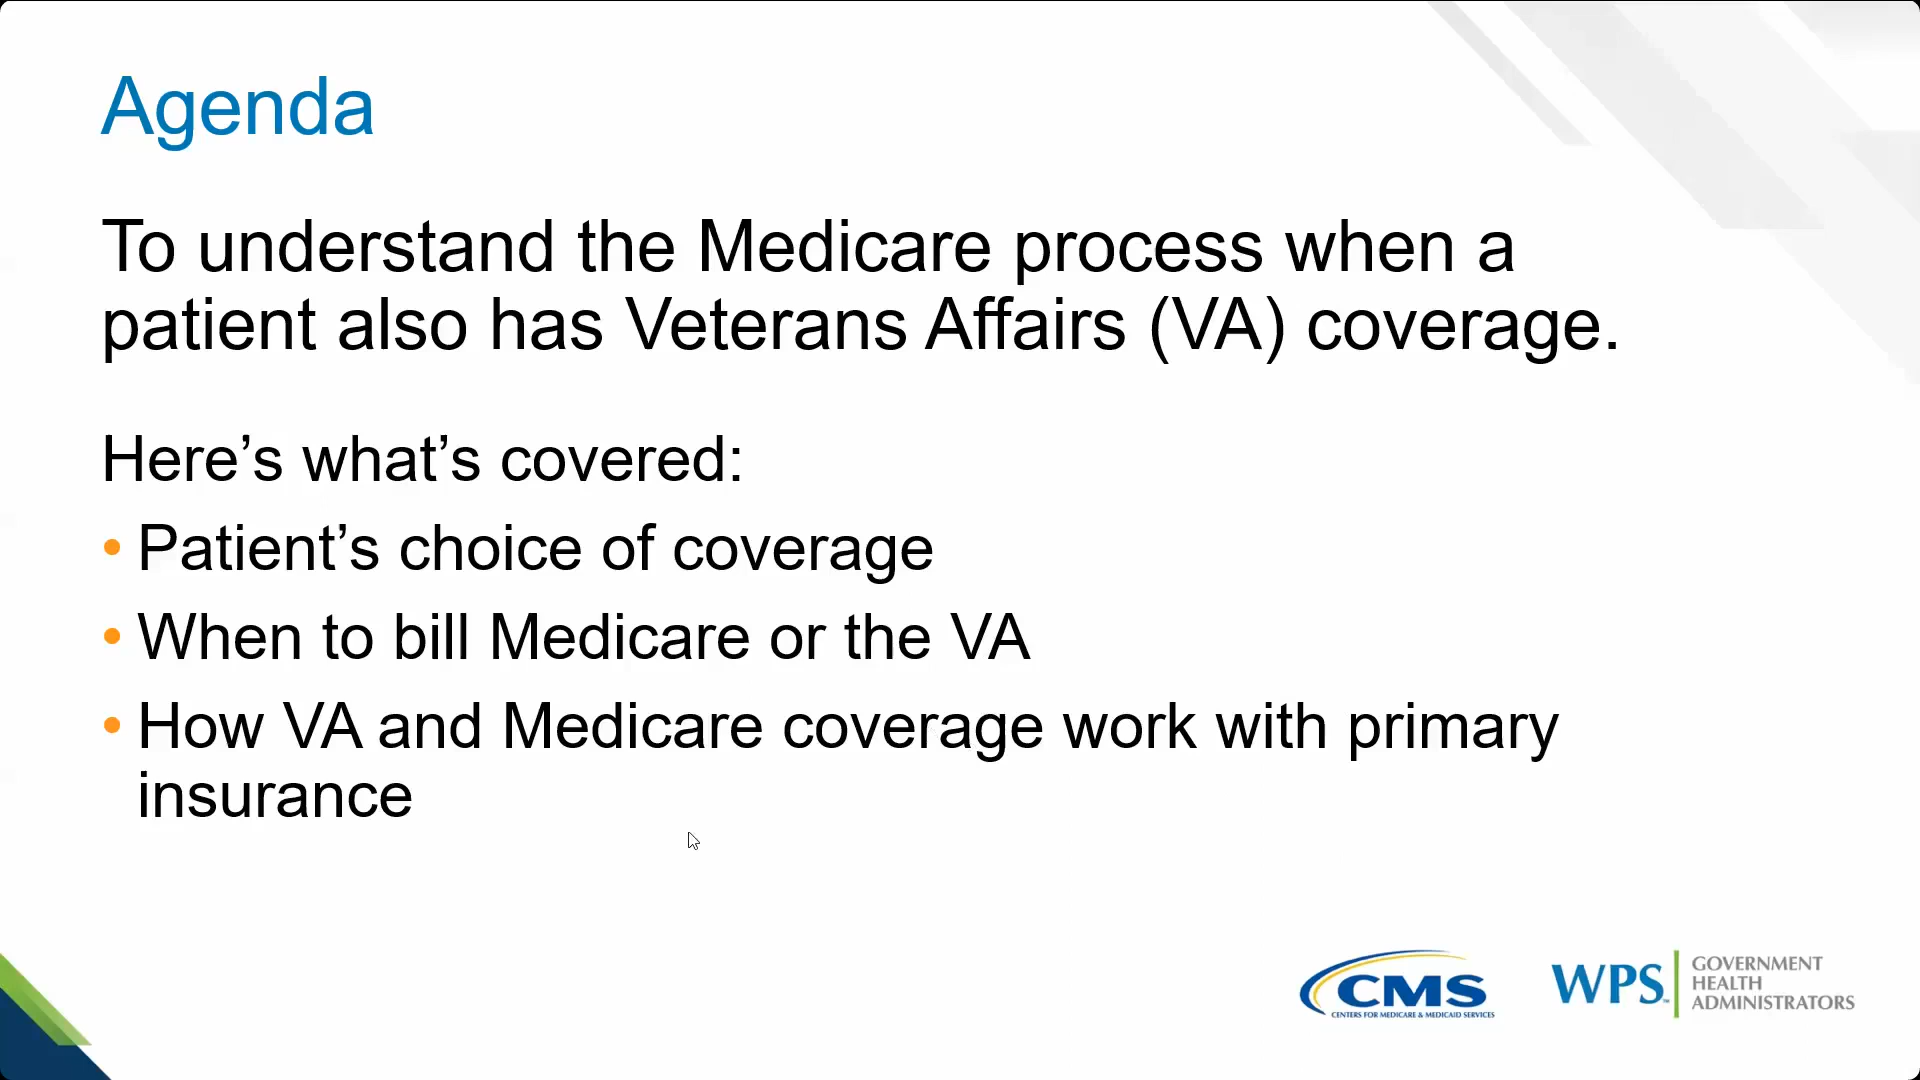 Agenda
To understand the Medicare process when a
patient also has Veterans Affairs (VA) coverage.
Here’s what’s covered:
• Patient’s choice of coverage
• When to bill Medicare or the VA
• How VA and Medicare coverage work with primary
insurance
CMS
CENTERS FOR MEDICARE & MEDICAID SERVICES
WPS™
GOVERNMENT
HEALTH
ADMINISTRATORS